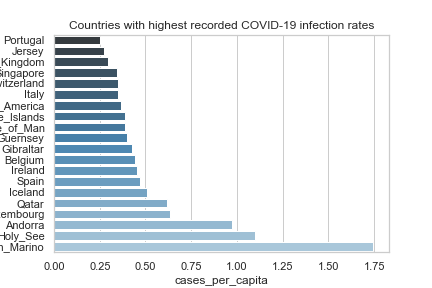 Countries with highest recorded COVID-19 infection rates
Portugal
Jersey
_Kingdom
Singapore
witzerland
Italy
_America
e_Islands
e_of_Man
Guernsey
Gibraltar
Belgium
Ireland
Spain
Iceland
Qatar
embourg
Andorra
Holy_See
n_Marino
0.00 0.25 0.50 0.75 1.00 1.25 1.50 1.75
cases_per_capita